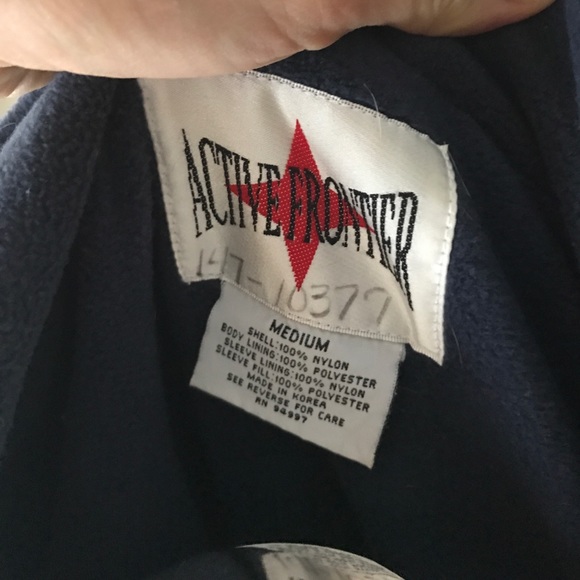 ACTIVE FRONTIER
147-10377
MEDIUM
SHELL:100% NYLON
BODY LINING:100% POLYESTER
SLEEVE LINING:100% NYLON
SLEEVE FILL:100% POLYESTER
MADE IN KOREA
SEE REVERSE FOR CARE
RN 94997